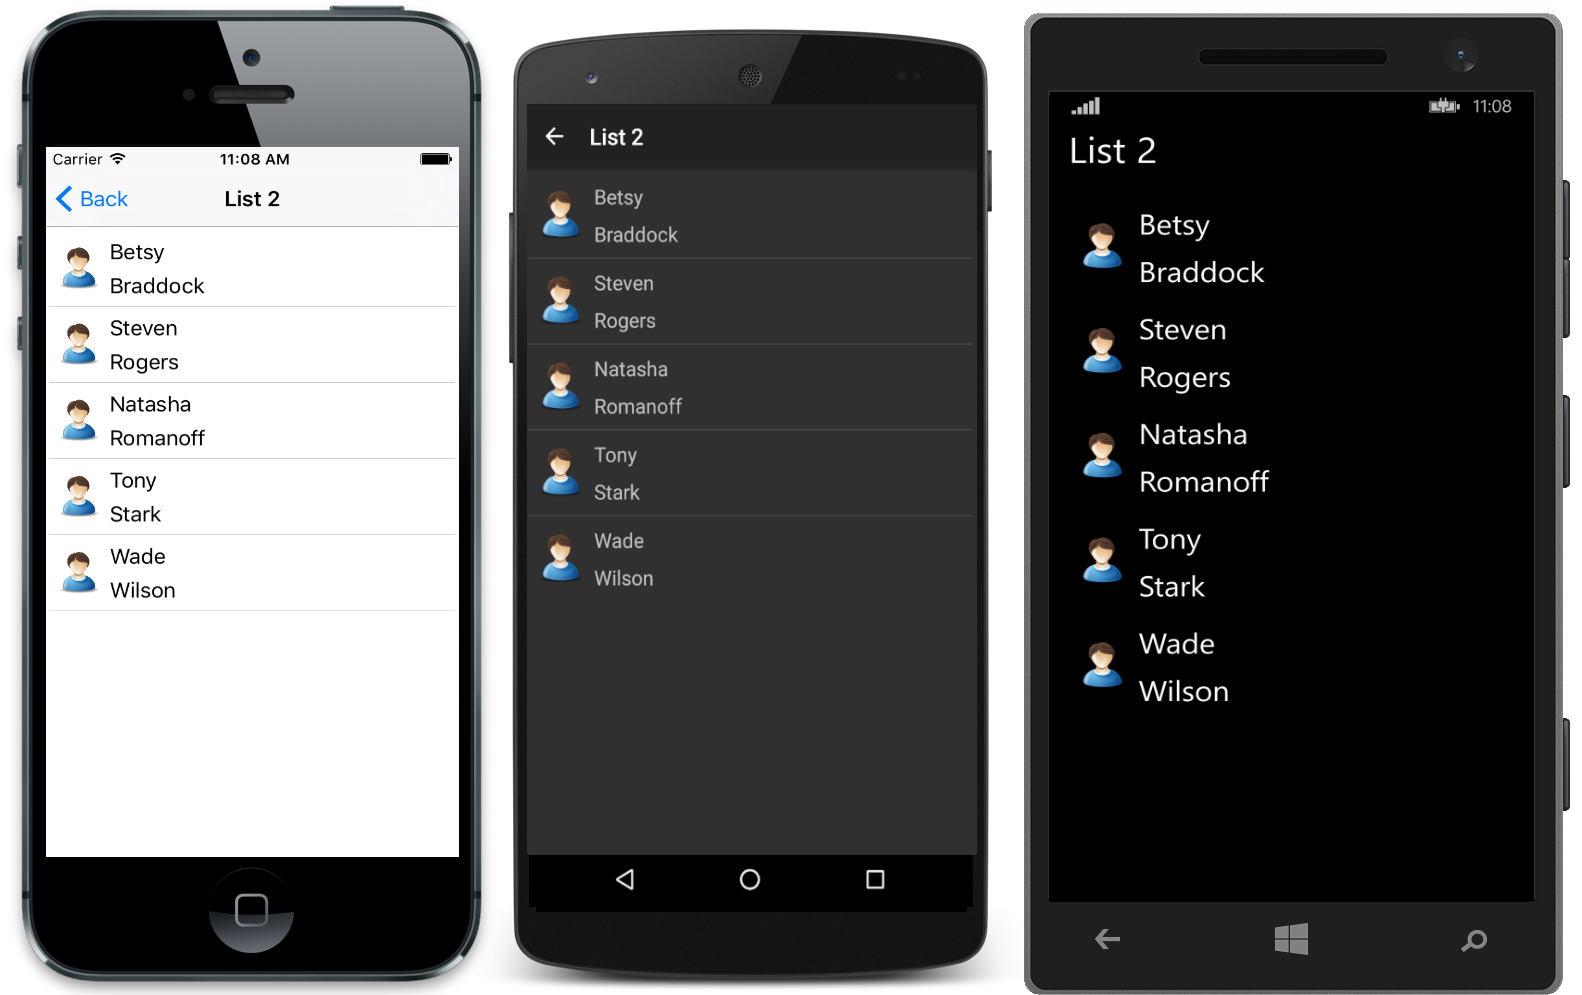 Carrier 11:08 AM
Back List 2
Betsy
Braddock
Steven
Rogers
Natasha
Romanoff
Tony
Stark
Wade
Wilson
List 2
Betsy
Braddock
Steven
Rogers
Natasha
Romanoff
Tony
Stark
Wade
Wilson
11:08
List 2
Betsy
Braddock
Steven
Rogers
Natasha
Romanoff
Tony
Stark
Wade
Wilson